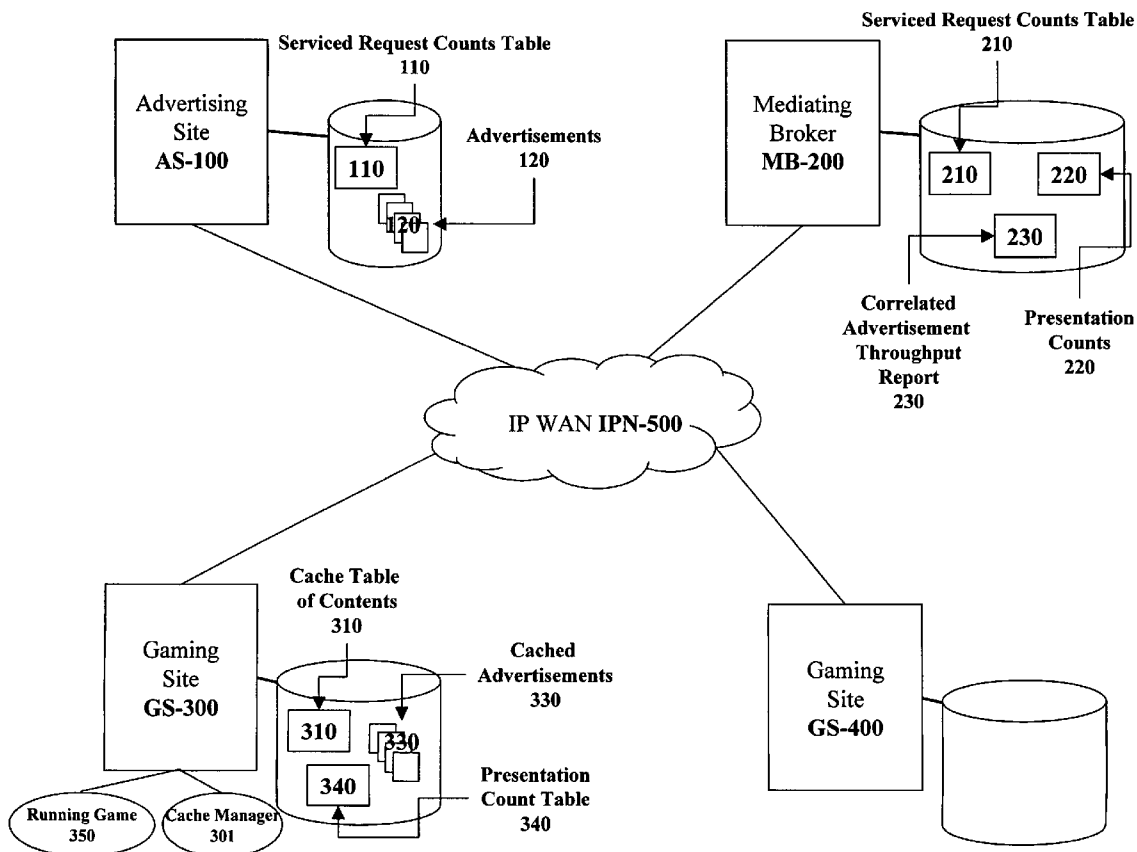 Serviced Request Counts Table
110
Advertising
Site
AS-100
Advertisements
120
110
120
Serviced Request Counts Table
210
Mediating
Broker
MB-200
210
220
230
Correlated
Advertisement
Throughput
Report
230
Presentation
Counts
220
IP WAN IPN-500
Cache Table
of Contents
310
Gaming
Site
GS-300
Cached
Advertisements
330
310
330
340
Presentation
Count Table
340
Running Game
350
Cache Manager
301
Gaming
Site
GS-400